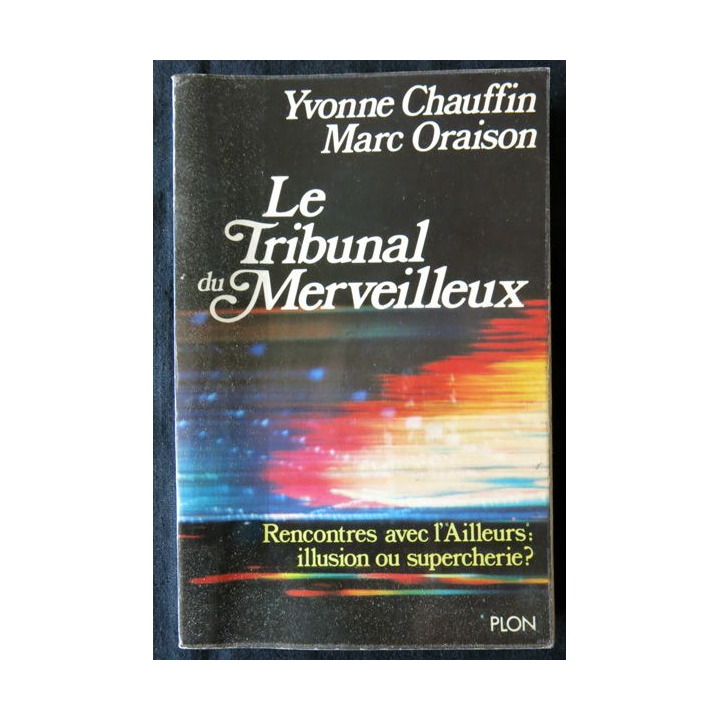 Yvonne Chauffin
Marc Oraison
Le
Tribunal
du Merveilleux
Rencontres avec l'Ailleurs:
illusion ou supercherie?
PLON